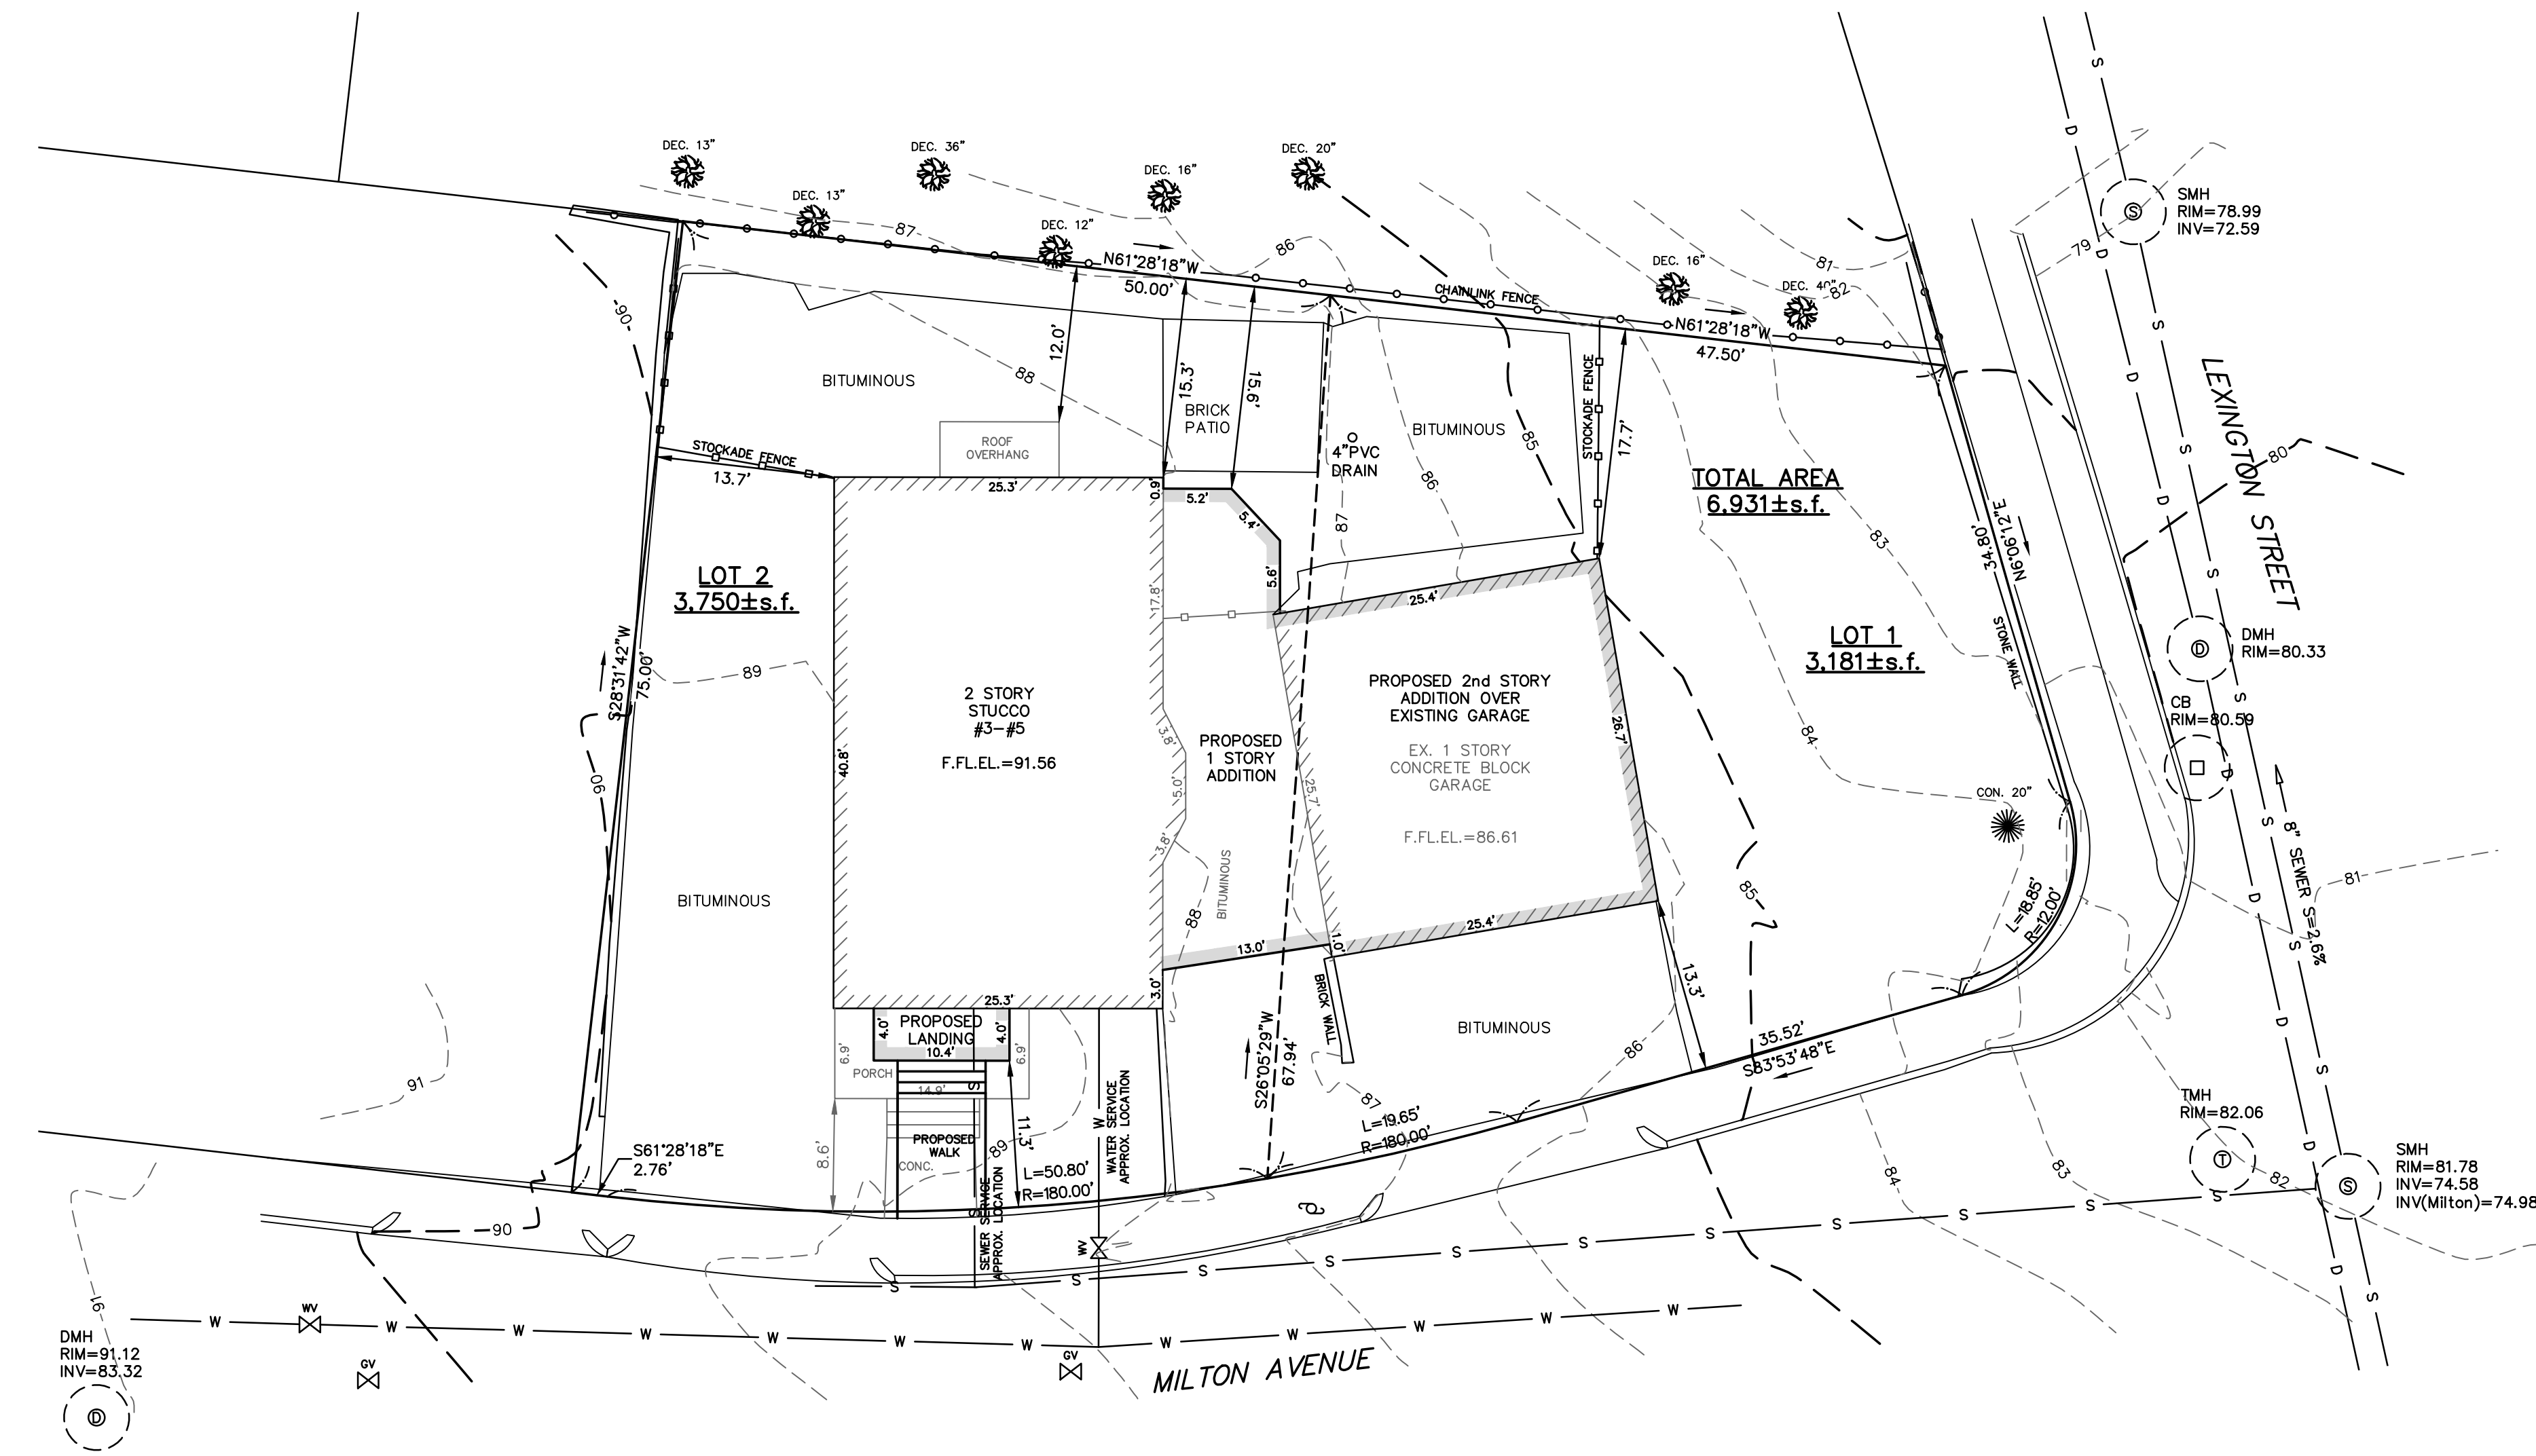 DEC. 13"
DEC. 36"
DEC. 20"
DEC. 16"
DEC. 13"
DEC. 12"
87
86
N61°28'18"W
50.00'
CHAINLINK FENCE
DEC. 16"
DEC. 40"
81
82
N61°28'18"W
47.50'
SMH
RIM=78.99
INV=72.59
79
S
90
BITUMINOUS
12.0'
88
15.3'
15.6'
BRICK
PATIO
4"PVC
DRAIN
BITUMINOUS
85
86
87
STOCKADE FENCE
17.7'
ROOF
OVERHANG
STOCKADE FENCE
13.7'
25.3'
0.9'
5.2'
5.4'
5.6'
17.8'
TOTAL AREA
6,931±s.f.
83
LEXINGTON STREET
80
34.80'
N6°06'12"E
STONE WALL
LOT 2
3,750±s.f.
LOT 1
3,181±s.f.
DMH
RIM=80.33
D
CB
RIM=80.59
S28°31'42"W
75.00'
89
90
2 STORY
STUCCO
#3-#5
F.FL.EL.=91.56
40.8'
3.8'
5.0'
3.8'
PROPOSED
1 STORY
ADDITION
25.4'
PROPOSED 2nd STORY
ADDITION OVER
EXISTING GARAGE
EX. 1 STORY
CONCRETE BLOCK
GARAGE
F.FL.EL.=86.61
25.7'
26.7'
84
CON. 20"
8" SEWER S=2.6%
81
BITUMINOUS
BITUMINOUS
88
85
L=18.85'
R=12.00'
13.0'
1.0'
25.4'
3.0'
25.3'
BRICK WALL
BITUMINOUS
13.3'
86
35.52'
S83°53'48"E
PROPOSED
LANDING
4.0'
4.0'
10.4'
6.9'
6.9'
PORCH
14.9'
WATER SERVICE
APPROX. LOCATION
S26°05'29"W
67.94'
87
L=19.65'
R=180.00'
91
8.6'
PROPOSED
WALK
CONC.
11.3'
89
L=50.80'
R=180.00'
SEWER SERVICE
APPROX. LOCATION
S61°28'18"E
2.76'
90
TMH
RIM=82.06
T
SMH
RIM=81.78
INV=74.58
INV(Milton)=74.98
S
84
83
82
WV
91
WV
GV
GV
W W W W W W W W W W W W
S S S S S S S S S S S
DMH
RIM=91.12
INV=83.32
D
MILTON AVENUE